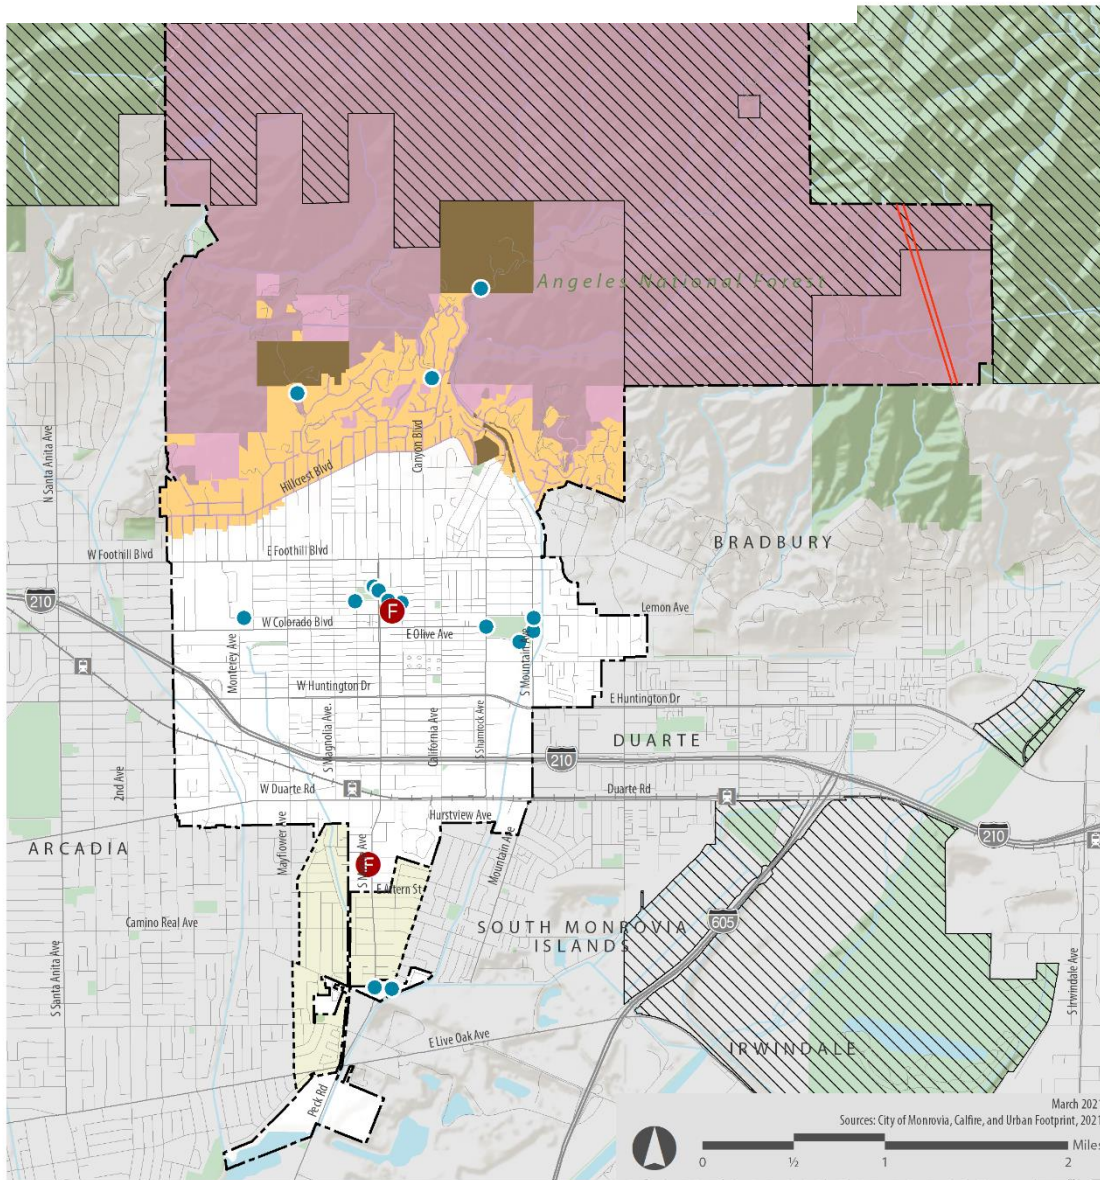 Angeles National Forest
N Santa Anita Ave
Canyon Blvd
Hillcrest Blvd
W Foothill Blvd
E Foothill Blvd
BRADBURY
210
F
Lemon Ave
W Colorado Blvd
E Olive Ave
Monterey Ave
S Mountain Ave
W Huntington Dr
E Huntington Dr
S Magnolia Ave.
California Ave
S Shamrock Ave
DUARTE
210
2nd Ave
W Duarte Rd
Duarte Rd
Hurstview Ave
210
ARCADIA
Mayflower Ave
Mountain Ave
F
Camino Real Ave
SOUTH MONROVIA
ISLANDS
605
S Santa Anita Ave
S Irwindale Ave
E Live Oak Ave
IRWINDALE
Peck Rd
March 2021
Sources: City of Monrovia, Calfire, and Urban Footprint, 2021
Miles
0 ½ 1 2